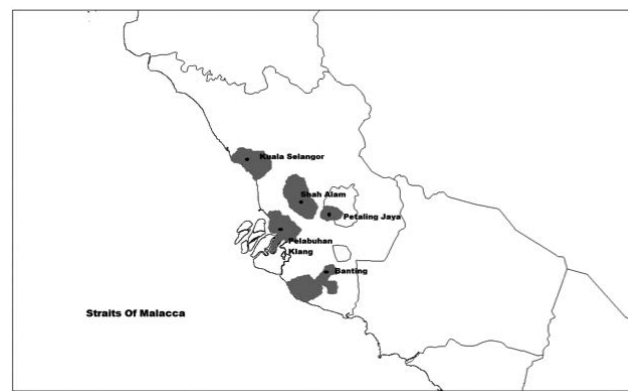 Kuala Selangor
Shah Alam
Petaling Jaya
Pelabuhan
Klang
Banting
Straits Of Malacca